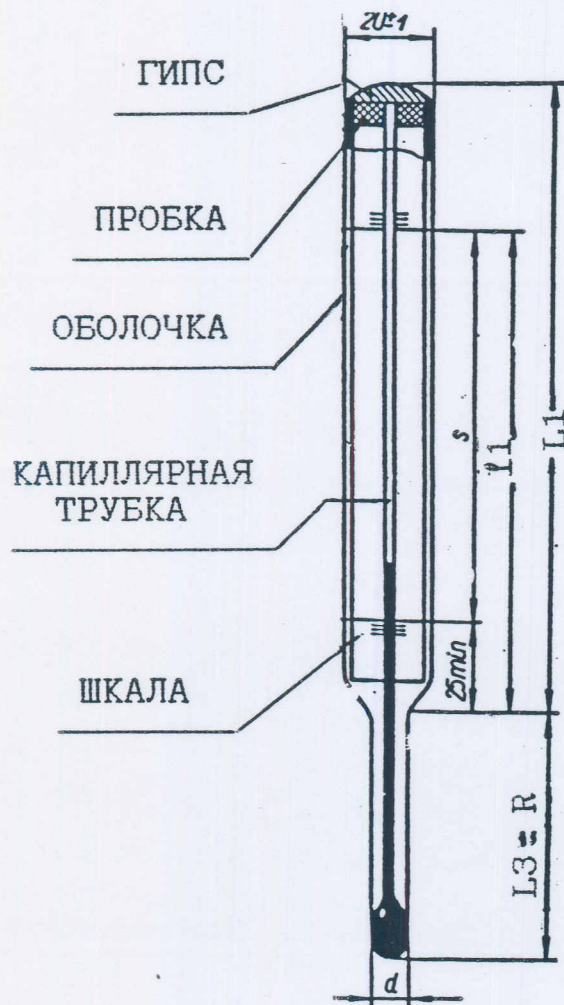 20±1
ГИПС
ПРОБКА
ОБОЛОЧКА
s
l1
L1
КАПИЛЛЯРНАЯ
ТРУБКА
25min
ШКАЛА
L3 = R
d